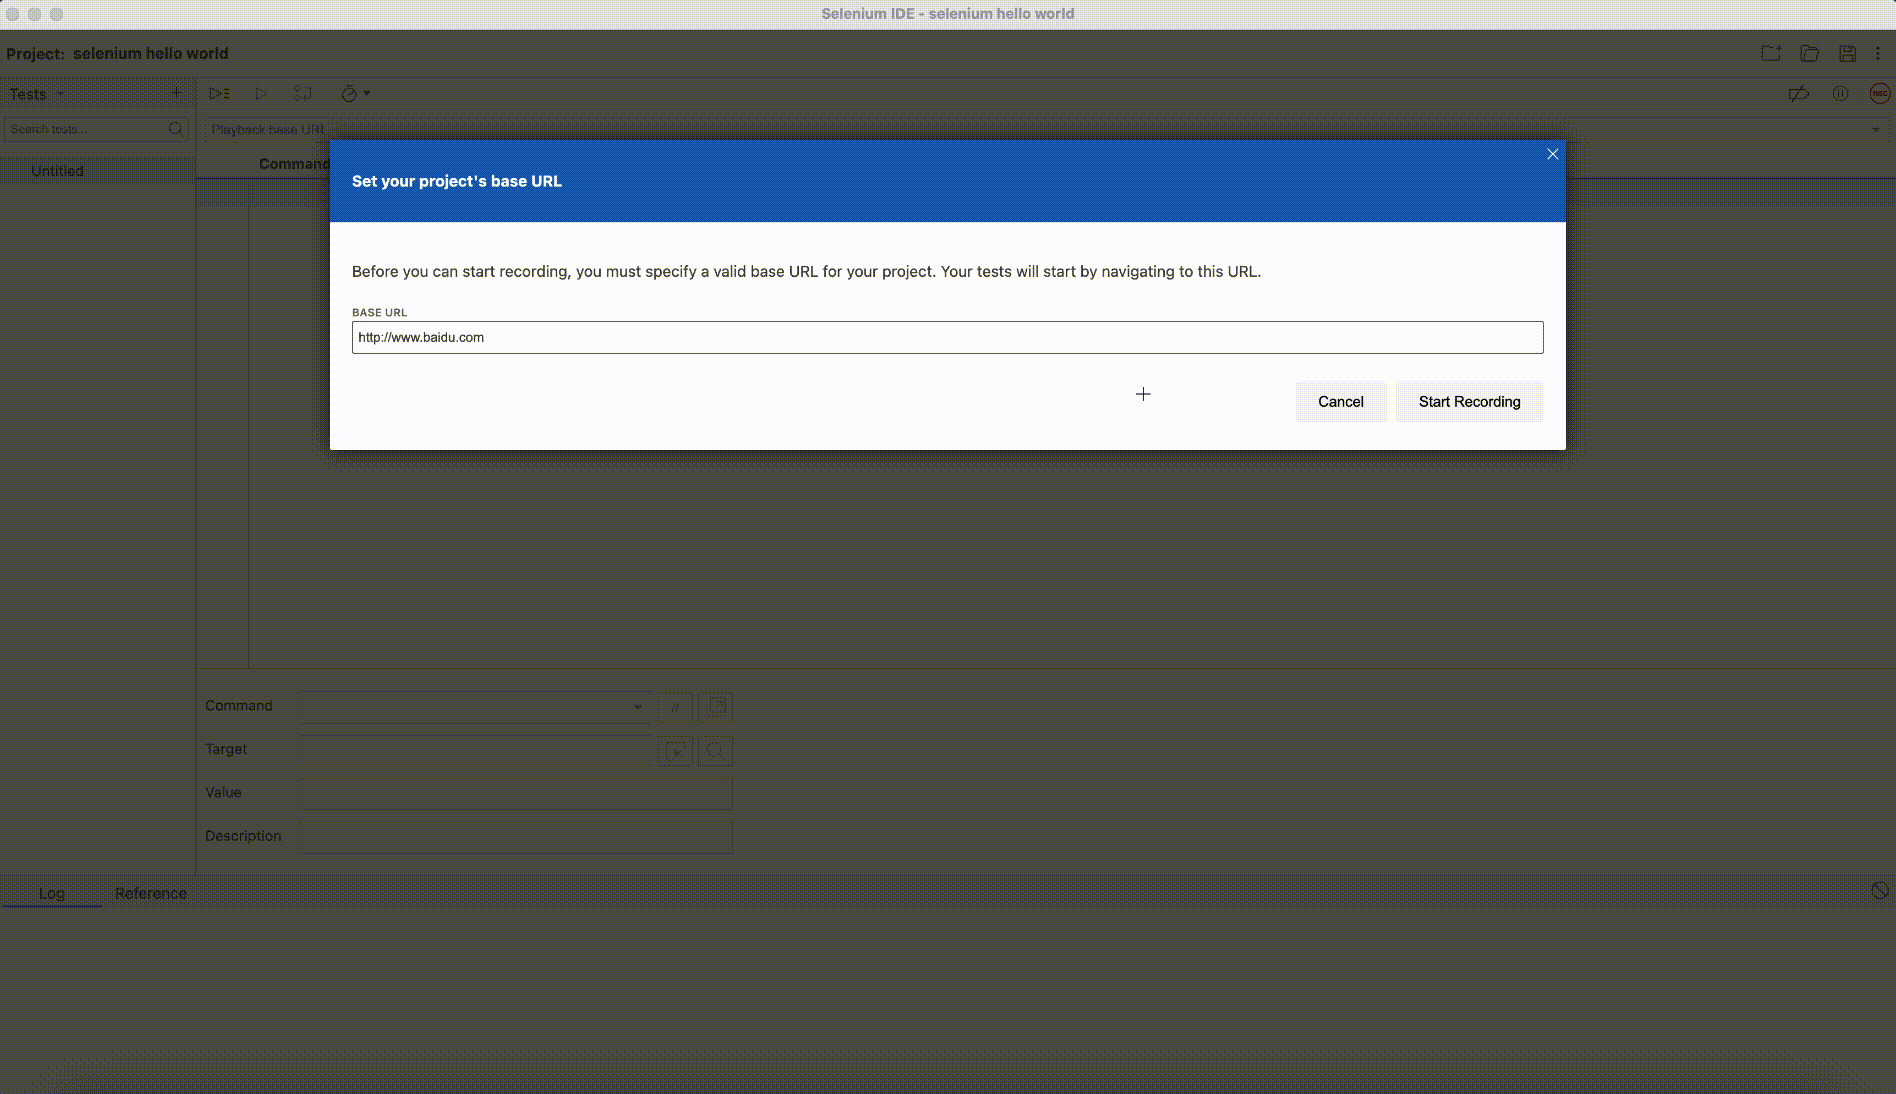 Selenium IDE - selenium hello world
Project: selenium hello world
Tests
REC
Search tests...
Playback base URL
Untitled
Command
Set your project's base URL
Before you can start recording, you must specify a valid base URL for your project. Your tests will start by navigating to this URL.
BASE URL
http://www.baidu.com
Cancel
Start Recording
Command
//
Target
Value
Description
Log
Reference